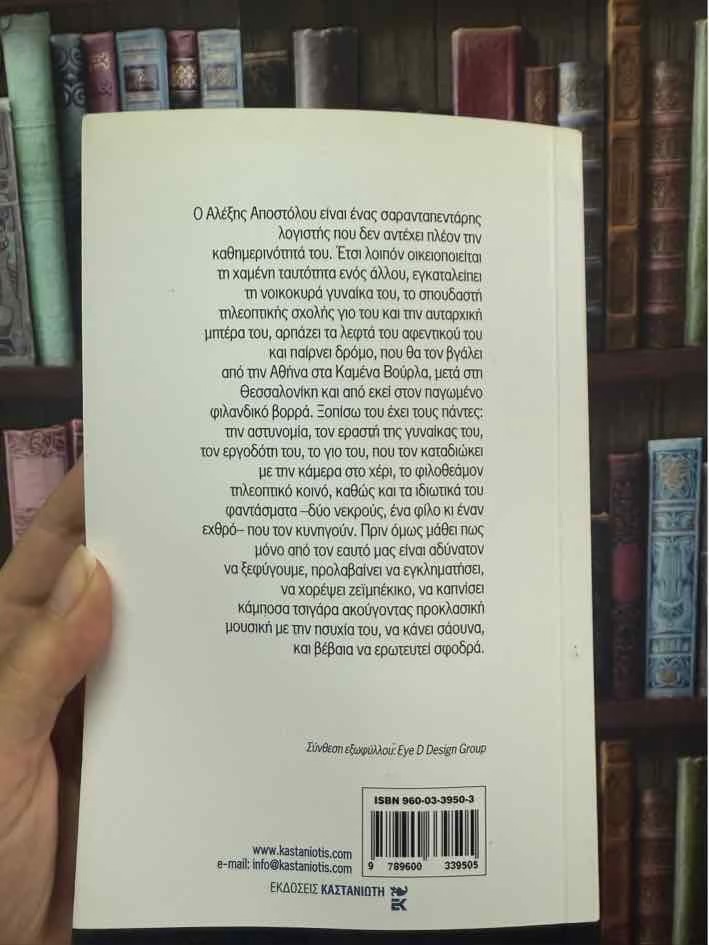 Ο Αλέξης Αποστόλου είναι ένας σαρανταπεντάρης
λογιστής που δεν αντέχει πλέον την
καθημερινότητά του. Έτσι λοιπόν οικειοποιείται
τη χαμένη ταυτότητα ενός άλλου, εγκαταλείπει
τη νοικοκυρά γυναίκα του, το σπουδαστή
τηλεοπτικής σχολής γιο του και την αυταρχική
μητέρα του, αρπάζει τα λεφτά του αφεντικού του
και παίρνει δρόμο, που θα τον βγάλει
από την Αθήνα στα Καμένα Βούρλα, μετά στη
Θεσσαλονίκη και από εκεί στον παγωμένο
φιλανδικό βορρά. Ξοπίσω του έχει τους πάντες:
την αστυνομία, τον εραστή της γυναίκας του,
τον εργοδότη του, το γιο του, που τον καταδιώκει
με την κάμερα στο χέρι, το φιλοθεάμον
τηλεοπτικό κοινό, καθώς και τα ιδιωτικά του
φαντάσματα –δύο νεκρούς, ένα φίλο κι έναν
εχθρό– που τον κυνηγούν. Πριν όμως μάθει πως
μόνο από τον εαυτό μας είναι αδύνατον
να ξεφύγουμε, προλαβαίνει να εγκληματήσει,
να χορέψει ζεϊμπέκικο, να καπνίσει
κάμποσα τσιγάρα ακούγοντας προκλασική
μουσική με την ησυχία του, να κάνει σάουνα,
και βέβαια να ερωτευτεί σφοδρά.
Σύνθεση εξωφύλλου: Eye D Design Group
ISBN 960-03-3950-3
9 789600 339505
www.kastaniotis.com
e-mail: info@kastaniotis.com
ΕΚΔΟΣΕΙΣ ΚΑΣΤΑΝΙΩΤΗ
ΕΚ